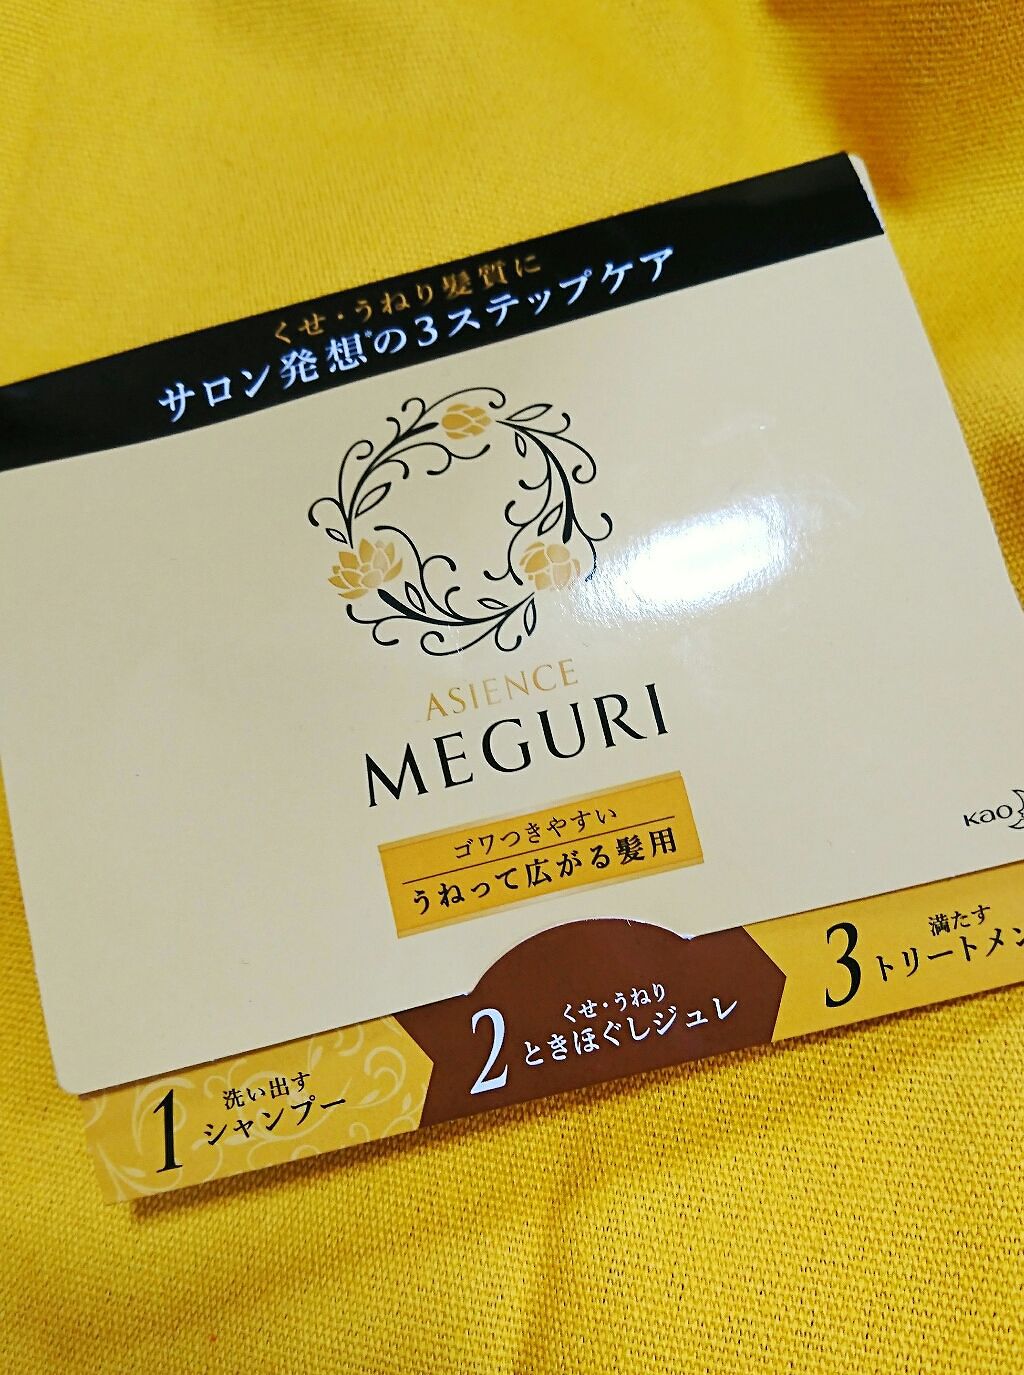 くせ・うねり髪質に
サロン発想*の3ステップケア
ASIENCE
MEGURI
ゴワつきやすい
うねって広がる髪用
Kao
1 洗い出す
シャンプー
2 くせ・うねり
ときほぐしジュレ
3 満たす
トリートメン